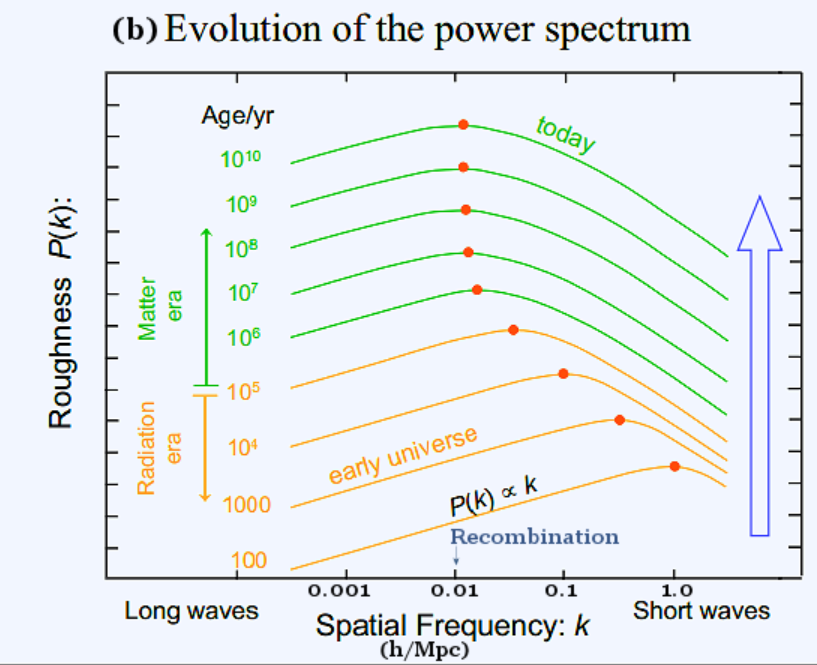 (b) Evolution of the power spectrum
Age/yr
today
10¹⁰
10⁹
10⁸
10⁷
10⁶
10⁵
10⁴
1000
100
Matter
era
Radiation
era
early universe
P(k) ∝ k
Recombination
Roughness P(k):
0.001 0.01 0.1 1.0
Long waves Short waves
Spatial Frequency: k
(h/Mpc)